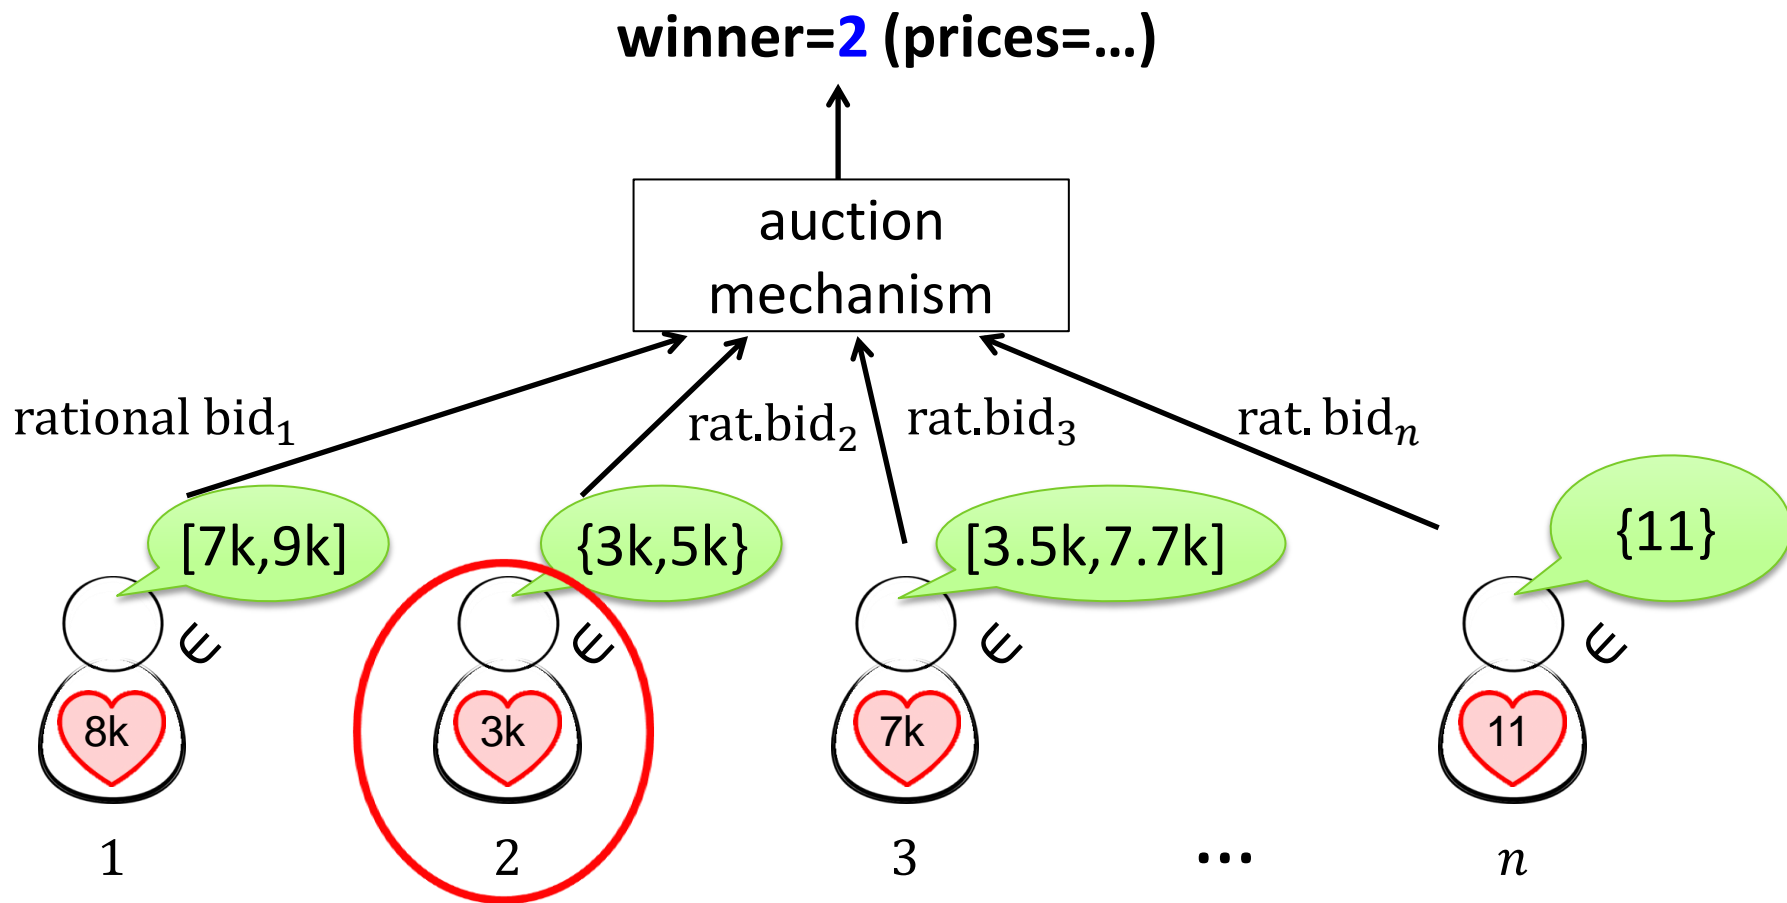 winner=2 (prices=...)
auction
mechanism
rational bid₁
rat.bid₂
rat.bid₃
rat. bidₙ
[7k,9k]
{3k,5k}
[3.5k,7.7k]
{11}
∈
∈
∈
∈
8k
3k
7k
11
1
2
3
...
n